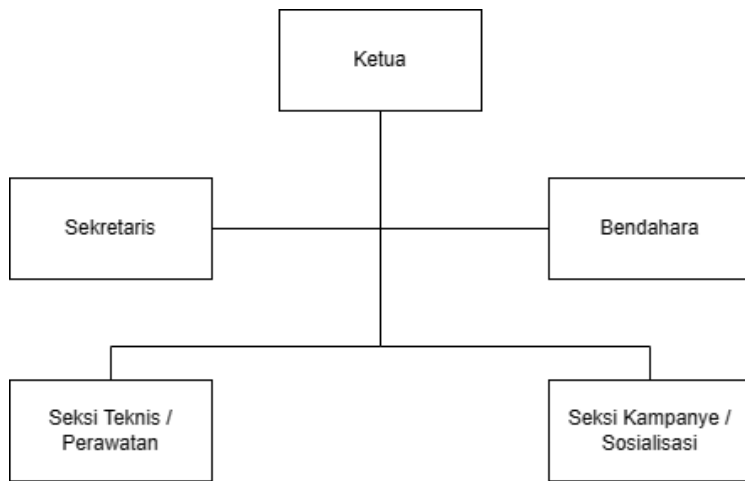 Ketua
Sekretaris
Bendahara
Seksi Teknis /
Perawatan
Seksi Kampanye /
Sosialisasi